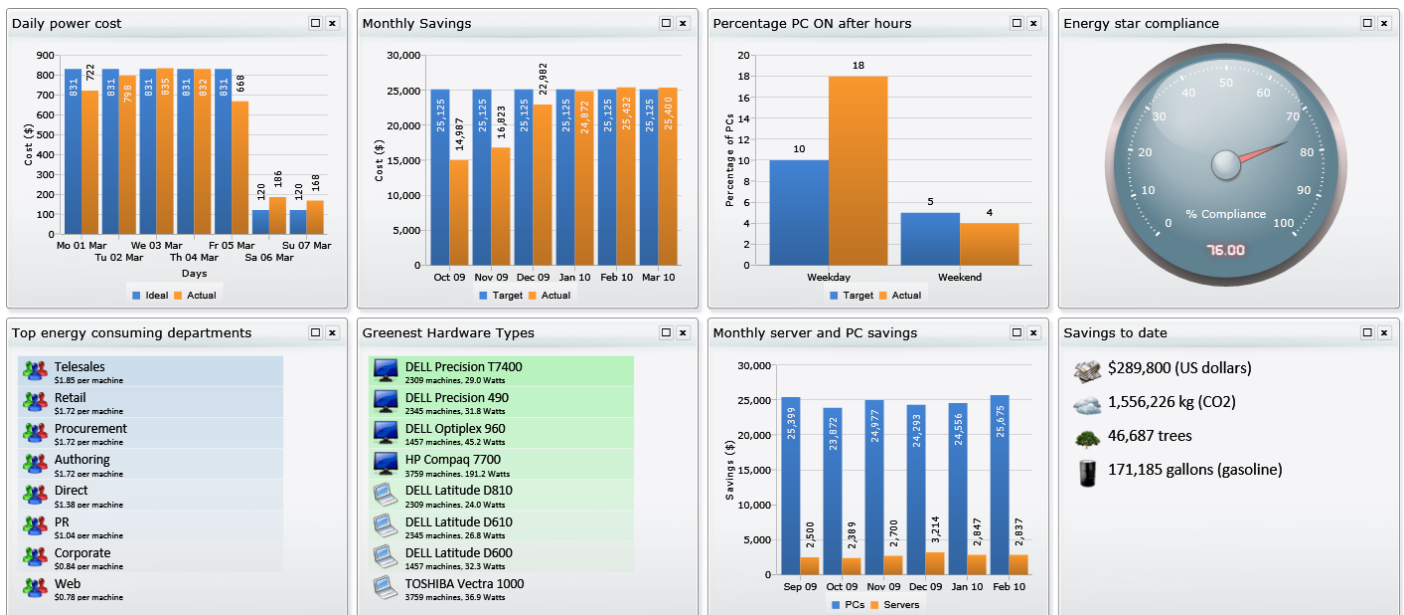 Daily power cost
900
800
700
600
500
400
300
200
100
0
Cost ($)
831
722
831
798
831
835
831
832
831
668
120
186
120
168
Mo 01 Mar
Tu 02 Mar
We 03 Mar
Th 04 Mar
Fr 05 Mar
Sa 06 Mar
Su 07 Mar
Days
Ideal
Actual
Monthly Savings
30,000
25,000
20,000
15,000
10,000
5,000
0
Cost ($)
25,125
14,987
25,125
16,823
25,125
22,982
25,125
24,872
25,125
25,432
25,125
25,400
Oct 09
Nov 09
Dec 09
Jan 10
Feb 10
Mar 10
Target
Actual
Percentage PC ON after hours
20
18
16
14
12
10
8
6
4
2
0
Percentage of PCs
10
18
5
4
Weekday
Weekend
Target
Actual
Energy star compliance
0
10
20
30
40
50
60
70
80
90
100
% Compliance
76.00
Top energy consuming departments
Telesales
$1.85 per machine
Retail
$1.72 per machine
Procurement
$1.72 per machine
Authoring
$1.72 per machine
Direct
$1.38 per machine
PR
$1.04 per machine
Corporate
$0.84 per machine
Web
$0.78 per machine
Greenest Hardware Types
DELL Precision T7400
2309 machines, 29.0 Watts
DELL Precision 490
2345 machines, 31.8 Watts
DELL Optiplex 960
1457 machines, 45.2 Watts
HP Compaq 7700
3759 machines, 191.2 Watts
DELL Latitude D810
2309 machines, 24.0 Watts
DELL Latitude D610
2345 machines, 26.8 Watts
DELL Latitude D600
1457 machines, 32.3 Watts
TOSHIBA Vectra 1000
3759 machines, 36.9 Watts
Monthly server and PC savings
30,000
25,000
20,000
15,000
10,000
5,000
0
Savings ($)
25,399
2,500
23,872
2,389
24,977
2,700
24,293
3,214
24,556
2,847
25,675
2,837
Sep 09
Oct 09
Nov 09
Dec 09
Jan 10
Feb 10
PCs
Servers
Savings to date
$289,800 (US dollars)
1,556,226 kg (CO2)
46,687 trees
171,185 gallons (gasoline)